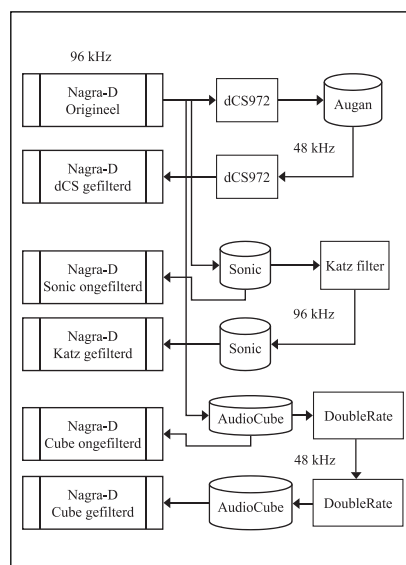 96 kHz
Nagra-D
Origineel
dCS972
Augan
48 kHz
Nagra-D
dCS gefilterd
dCS972
Nagra-D
Sonic ongefilterd
Sonic
Katz filter
96 kHz
Nagra-D
Katz gefilterd
Sonic
Nagra-D
Cube ongefilterd
AudioCube
DoubleRate
48 kHz
Nagra-D
Cube gefilterd
AudioCube
DoubleRate